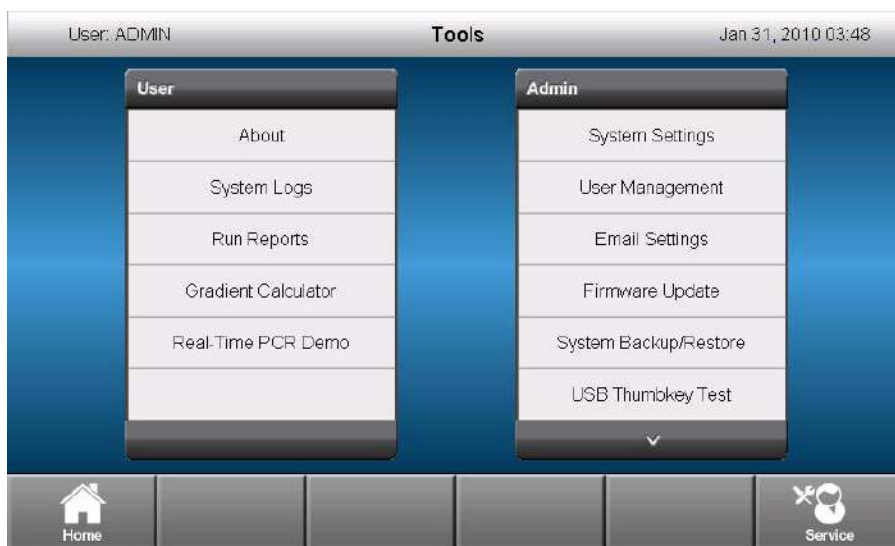 User: ADMIN
Tools
Jan 31, 2010 03:48
User
About
System Logs
Run Reports
Gradient Calculator
Real-Time PCR Demo
Admin
System Settings
User Management
Email Settings
Firmware Update
System Backup/Restore
USB Thumbkey Test
Home
Service